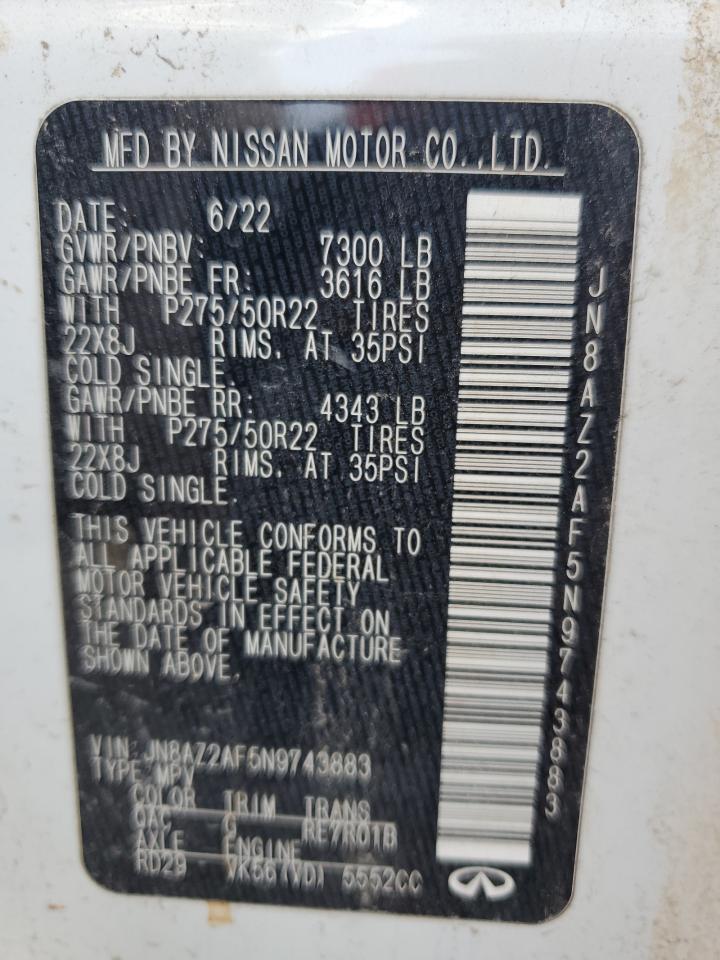 MFD BY NISSAN MOTOR CO.,LTD.
DATE: 6/22
GVWR/PNBV: 7300 LB
GAWR/PNBE FR: 3616 LB
WITH P275/50R22 TIRES
22X8J RIMS, AT 35PSI
COLD SINGLE.
GAWR/PNBE RR: 4343 LB
WITH P275/50R22 TIRES
22X8J RIMS, AT 35PSI
COLD SINGLE.
THIS VEHICLE CONFORMS TO
ALL APPLICABLE FEDERAL
MOTOR VEHICLE SAFETY
STANDARDS IN EFFECT ON
THE DATE OF MANUFACTURE
SHOWN ABOVE.
VIN:JN8AZ2AF5N9743883
TYPE:MPV
COLOR TRIM TRANS
QAC G RE7R01B
AXLE ENGINE
RD29 VK56(VD) 5552CC
JN8AZ2AF5N9743883